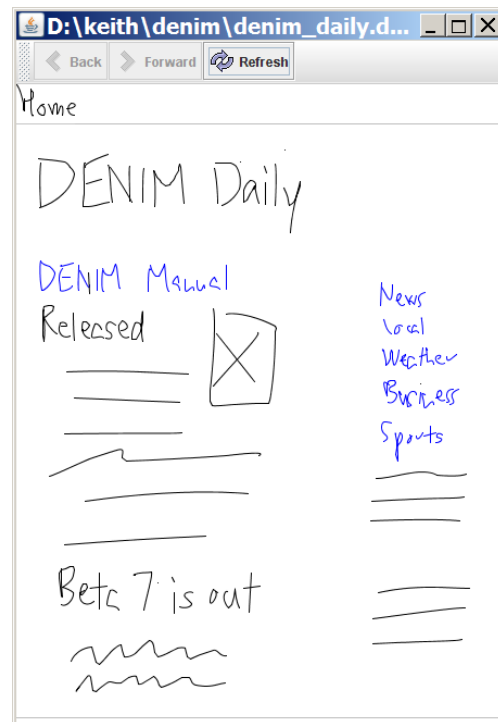 D:\keith\denim\denim_daily.d...
Back Forward Refresh
Home
DENIM Daily
DENIM Manual
Released
News
Local
Weather
Business
Sports
Beta 7 is out